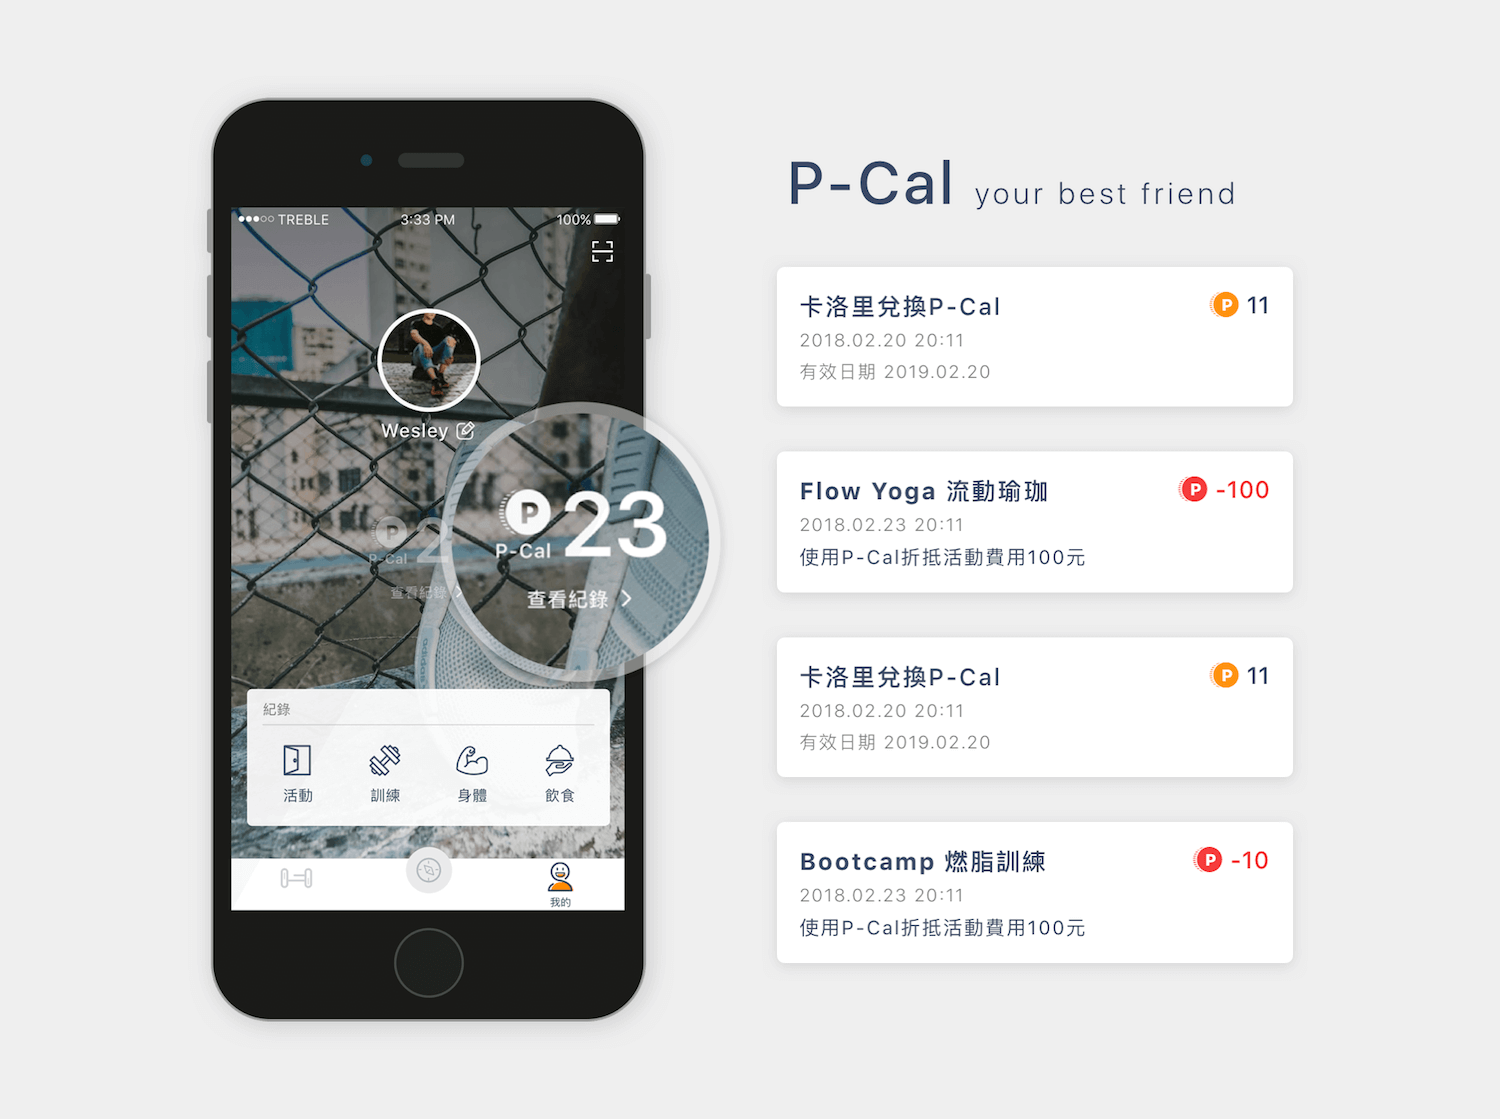 TREBLE 3:33 PM 100%
Wesley
P
P-Cal 2
查看紀錄
P
P-Cal 23
查看紀錄
adidas
紀錄
活動 訓練 身體 飲食
我的
P-Cal your best friend
卡洛里兌換P-Cal P 11
2018.02.20 20:11
有效日期 2019.02.20
Flow Yoga 流動瑜珈 P -100
2018.02.23 20:11
使用P-Cal折抵活動費用100元
卡洛里兌換P-Cal P 11
2018.02.20 20:11
有效日期 2019.02.20
Bootcamp 燃脂訓練 P -10
2018.02.23 20:11
使用P-Cal折抵活動費用100元